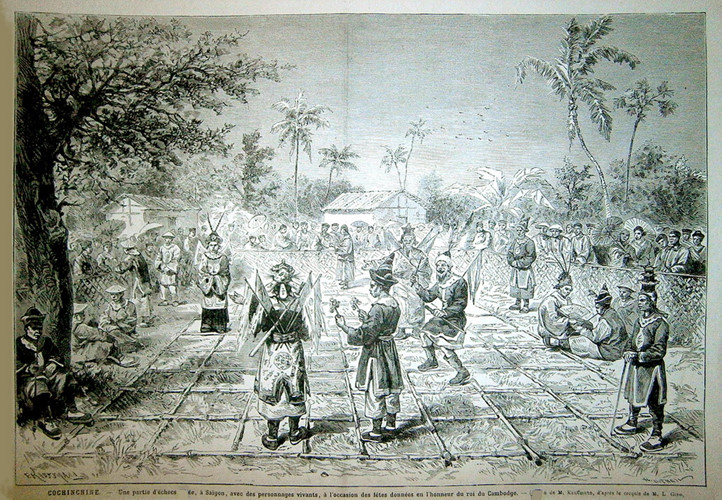 COCHINCHINE. — Une partie d'échecs ée, à Saïgon, avec des personnages vivants, à l'occasion des fêtes données en l'honneur du roi du Cambodge. — de M. Kauffmann, d'après le croquis de M. L.